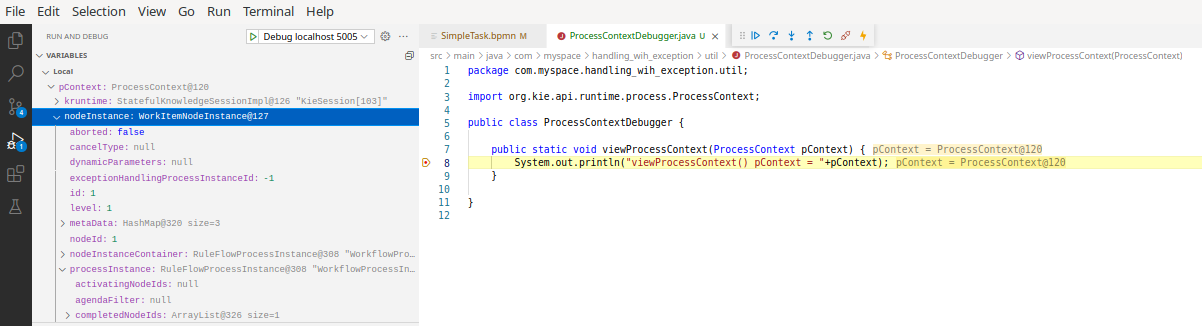 File Edit Selection View Go Run Terminal Help
RUN AND DEBUG
Debug localhost 5005
VARIABLES
Local
pContext: ProcessContext@120
kruntime: StatefulKnowledgeSessionImpl@126 "KieSession[103]"
nodeInstance: WorkItemNodeInstance@127
aborted: false
cancelType: null
dynamicParameters: null
exceptionHandlingProcessInstanceId: -1
id: 1
level: 1
metaData: HashMap@320 size=3
nodeId: 1
nodeInstanceContainer: RuleFlowProcessInstance@308 "WorkflowPro...
processInstance: RuleFlowProcessInstance@308 "WorkflowProcessIn...
activatingNodeIds: null
agendaFilter: null
completedNodeIds: ArrayList@326 size=1
4
1
SimpleTask.bpmn M
ProcessContextDebugger.java U
src > main > java > com > myspace > handling_wih_exception > util > J ProcessContextDebugger.java > ProcessContextDebugger > viewProcessContext(ProcessContext)
1 package com.myspace.handling_wih_exception.util;
2
3 import org.kie.api.runtime.process.ProcessContext;
4
5 public class ProcessContextDebugger {
6
7 public static void viewProcessContext(ProcessContext pContext) { pContext = ProcessContext@120
8 System.out.println("viewProcessContext() pContext = "+pContext); pContext = ProcessContext@120
9 }
10
11 }
12